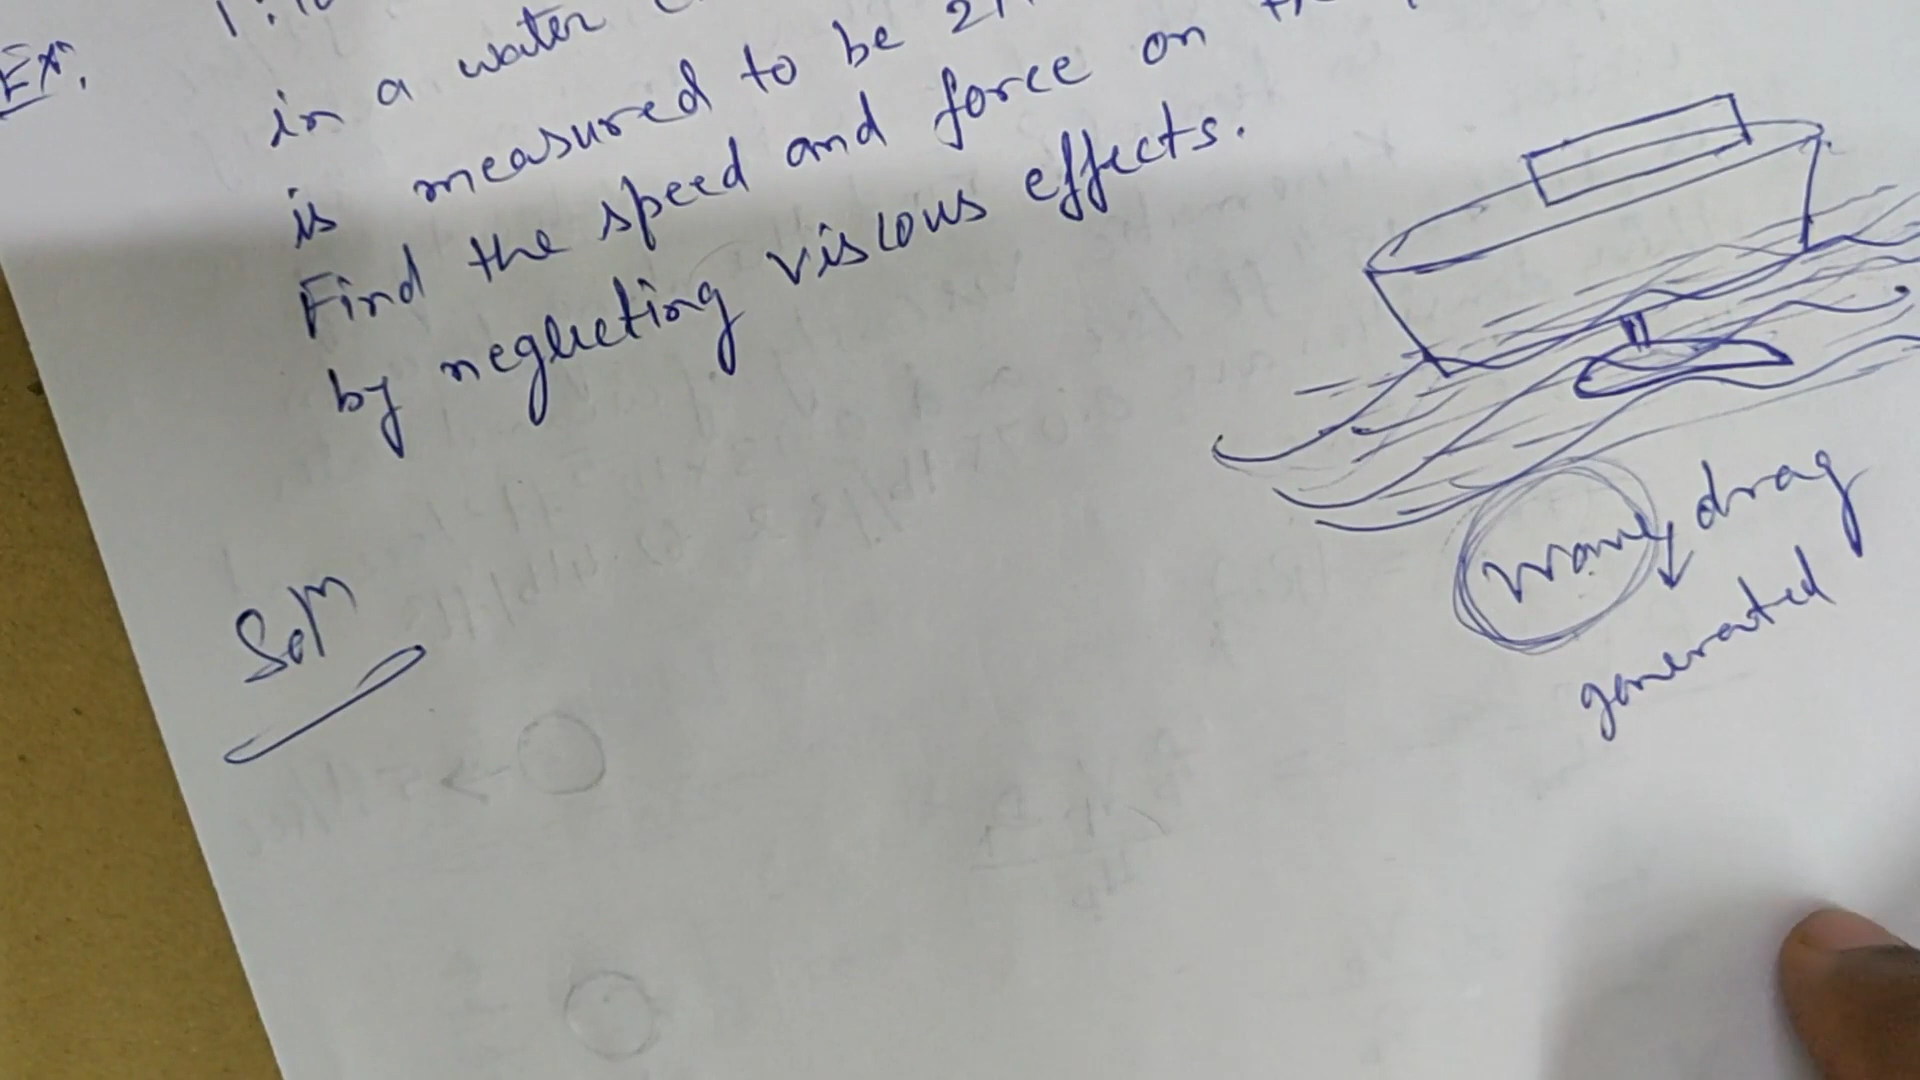 Ex.
in a water
is measured to be
Find the speed and force on
by neglecting viscous effects.
Soln
drag
generated